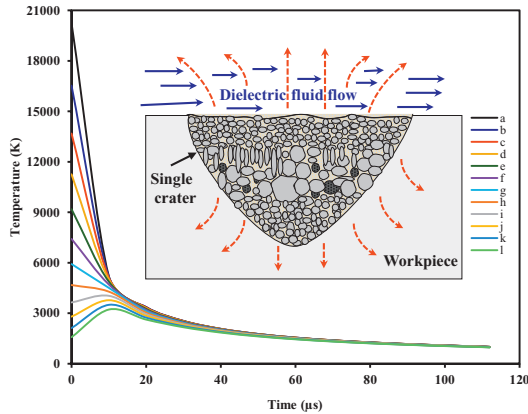 21000
18000
15000
12000
9000
6000
3000
0
Temperature (K)
0
20
40
60
80
100
120
Time (µs)
Dielectric fluid flow
Single
crater
Workpiece
a
b
c
d
e
f
g
h
i
j
k
l